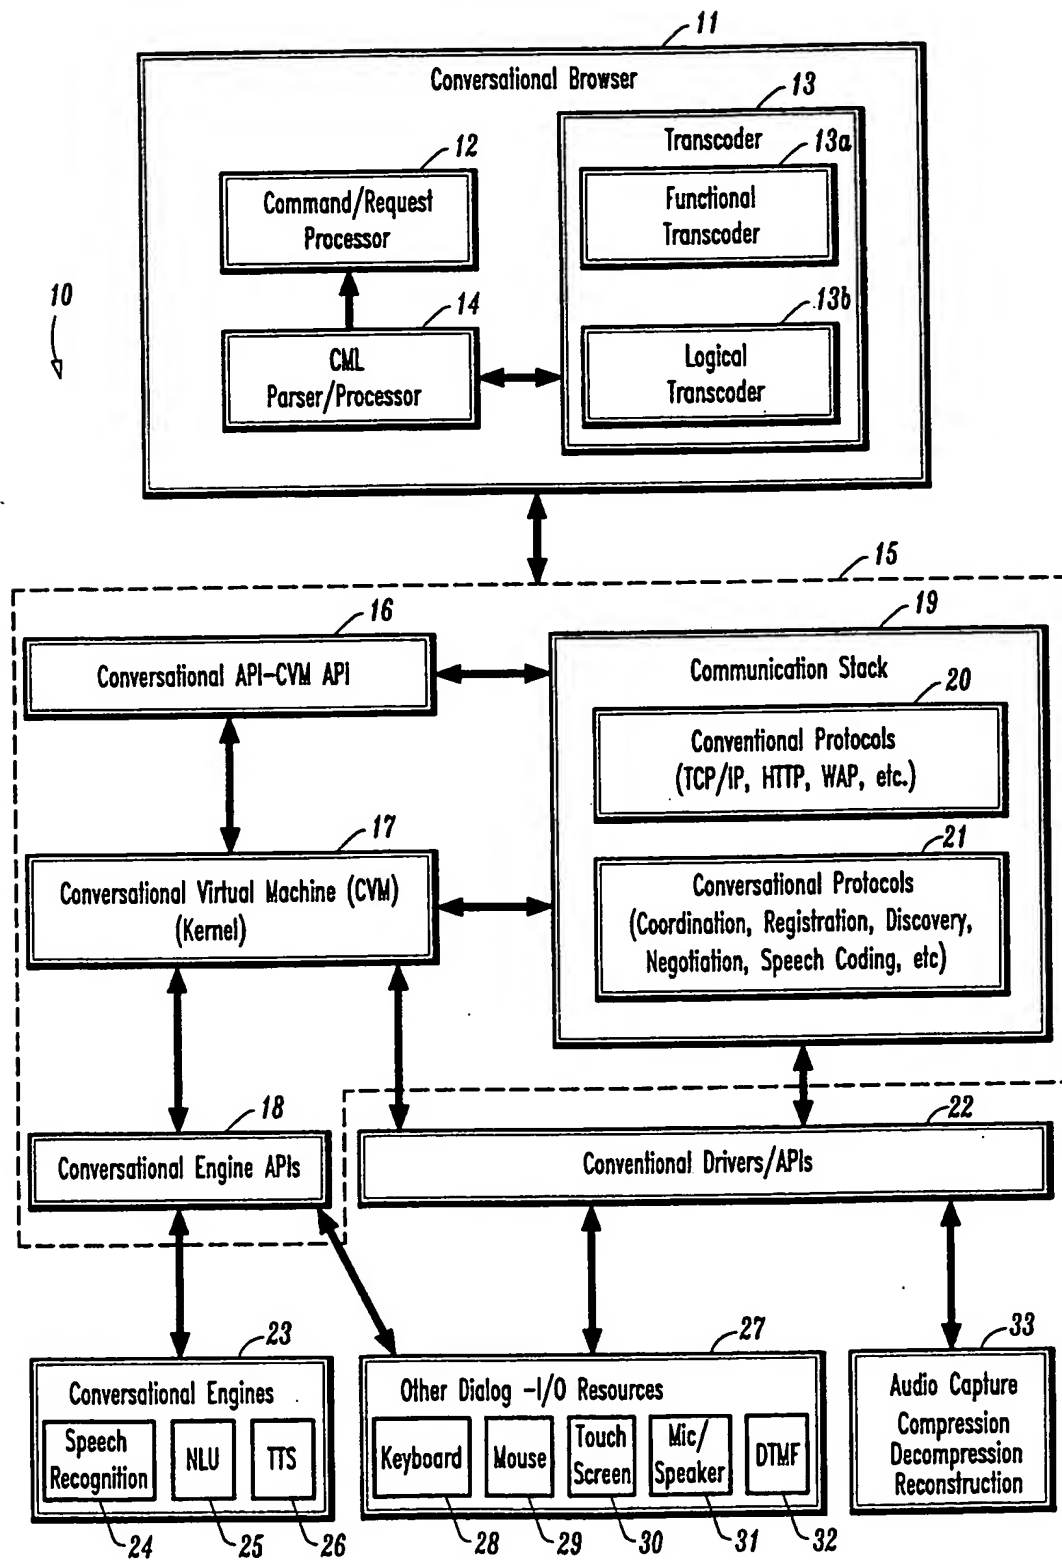 11
Conversational Browser
13
Transcoder
12
13a
Command/Request
Processor
Functional
Transcoder
10
14
13b
CML
Parser/Processor
Logical
Transcoder
15
16
19
Conversational API-CVM API
Communication Stack
20
Conventional Protocols
(TCP/IP, HTTP, WAP, etc.)
17
21
Conversational Virtual Machine (CVM)
(Kernel)
Conversational Protocols
(Coordination, Registration, Discovery,
Negotiation, Speech Coding, etc)
18
22
Conversational Engine APIs
Conventional Drivers/APIs
23
27
33
Conversational Engines
Speech
Recognition
NLU
TTS
Other Dialog -I/O Resources
Keyboard
Mouse
Touch
Screen
Mic/
Speaker
DTMF
Audio Capture
Compression
Decompression
Reconstruction
24
25
26
28
29
30
31
32